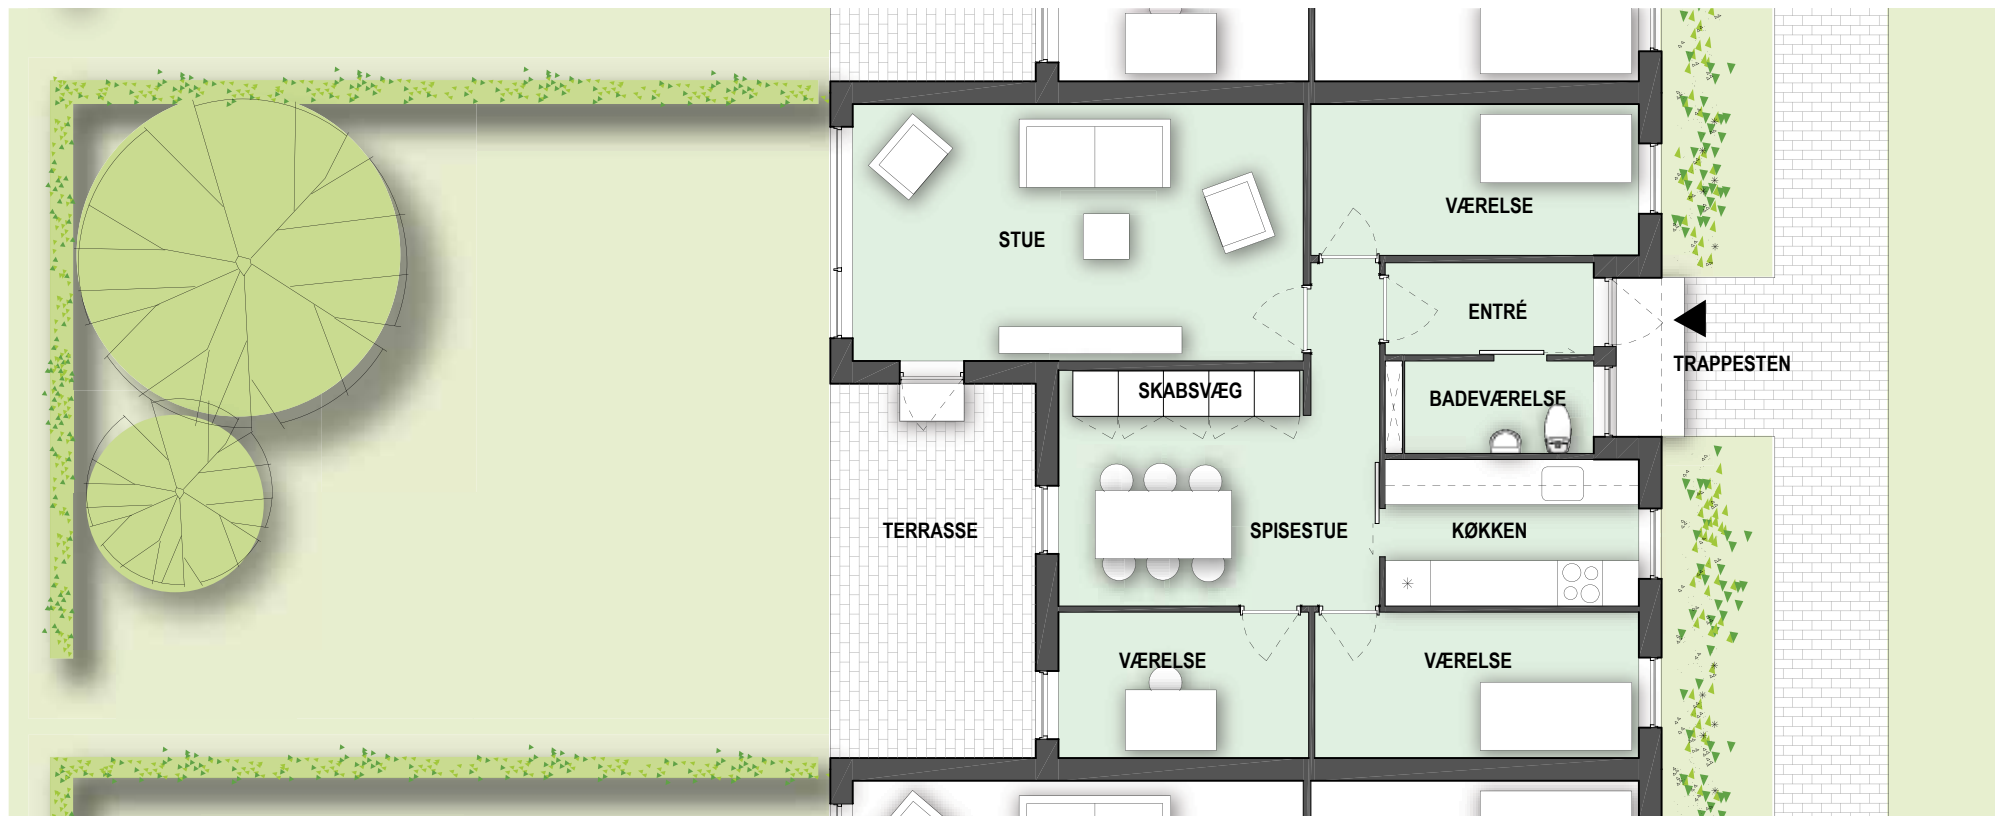 VÆRELSE
STUE
ENTRÉ
TRAPPESTEN
SKABSVÆG
BADEVÆRELSE
TERRASSE
SPISESTUE
KØKKEN
VÆRELSE
VÆRELSE